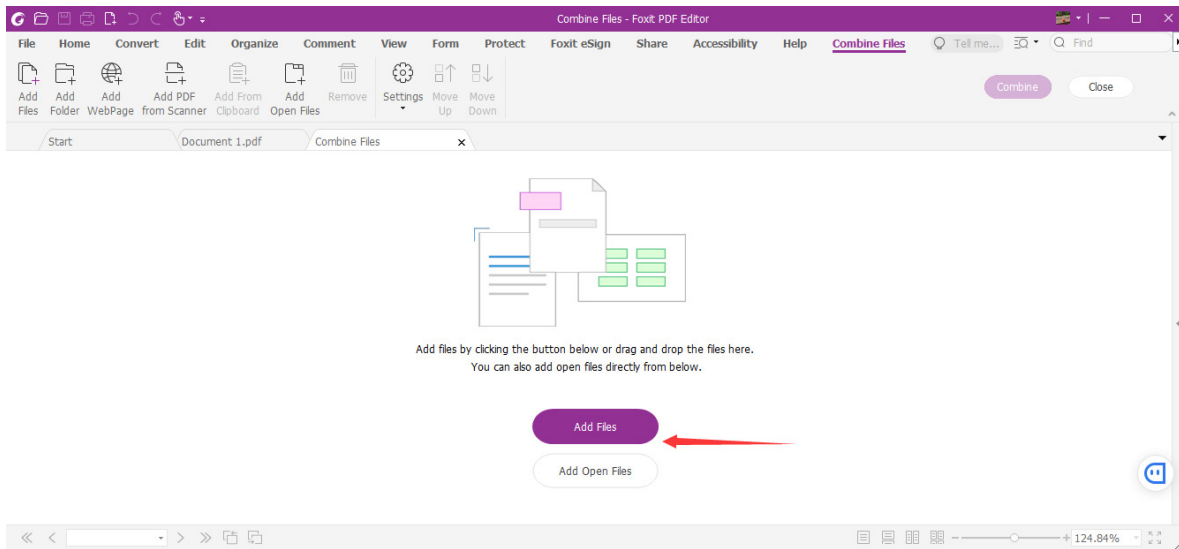 Combine Files - Foxit PDF Editor
File Home Convert Edit Organize Comment View Form Protect Foxit eSign Share Accessibility Help Combine Files Tell me... Find
Add Files
Add Folder
Add WebPage
Add PDF from Scanner
Add From Clipboard
Add Open Files
Remove
Settings
Move Up
Move Down
Combine
Close
Start
Document 1.pdf
Combine Files
Add files by clicking the button below or drag and drop the files here.
You can also add open files directly from below.
Add Files
Add Open Files
124.84%